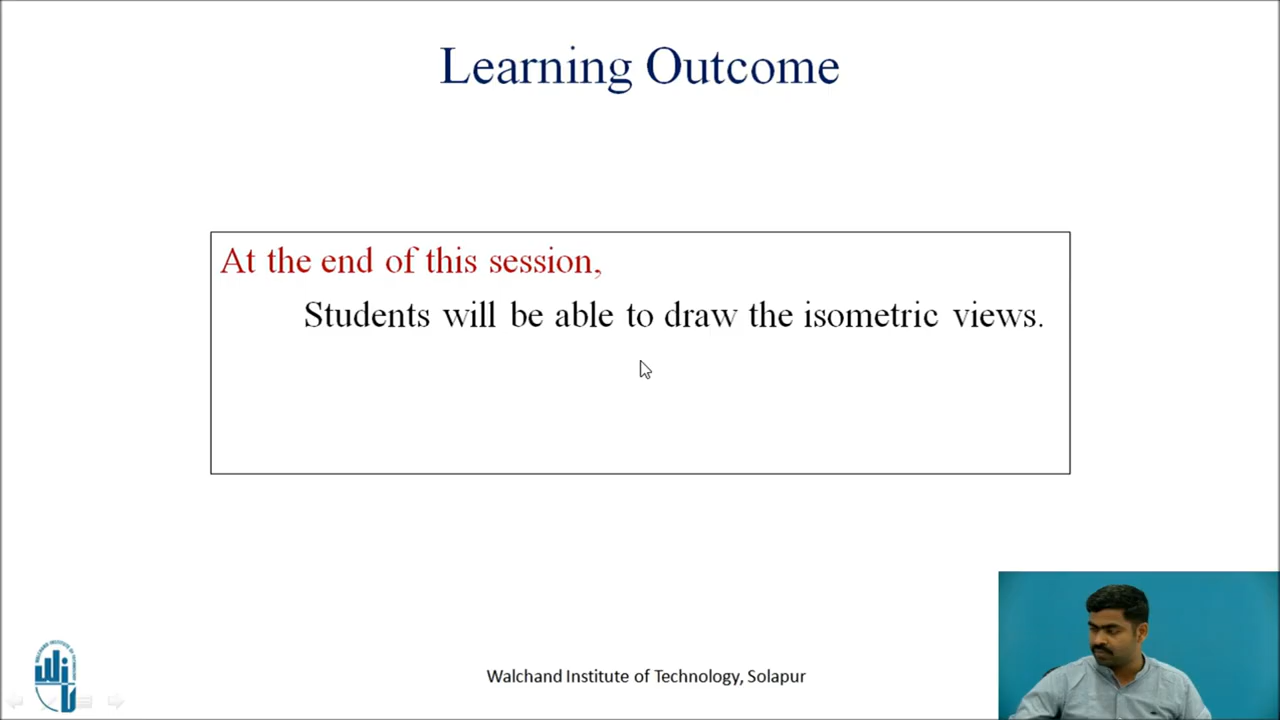 Learning Outcome
At the end of this session,
Students will be able to draw the isometric views.
Walchand Institute of Technology, Solapur